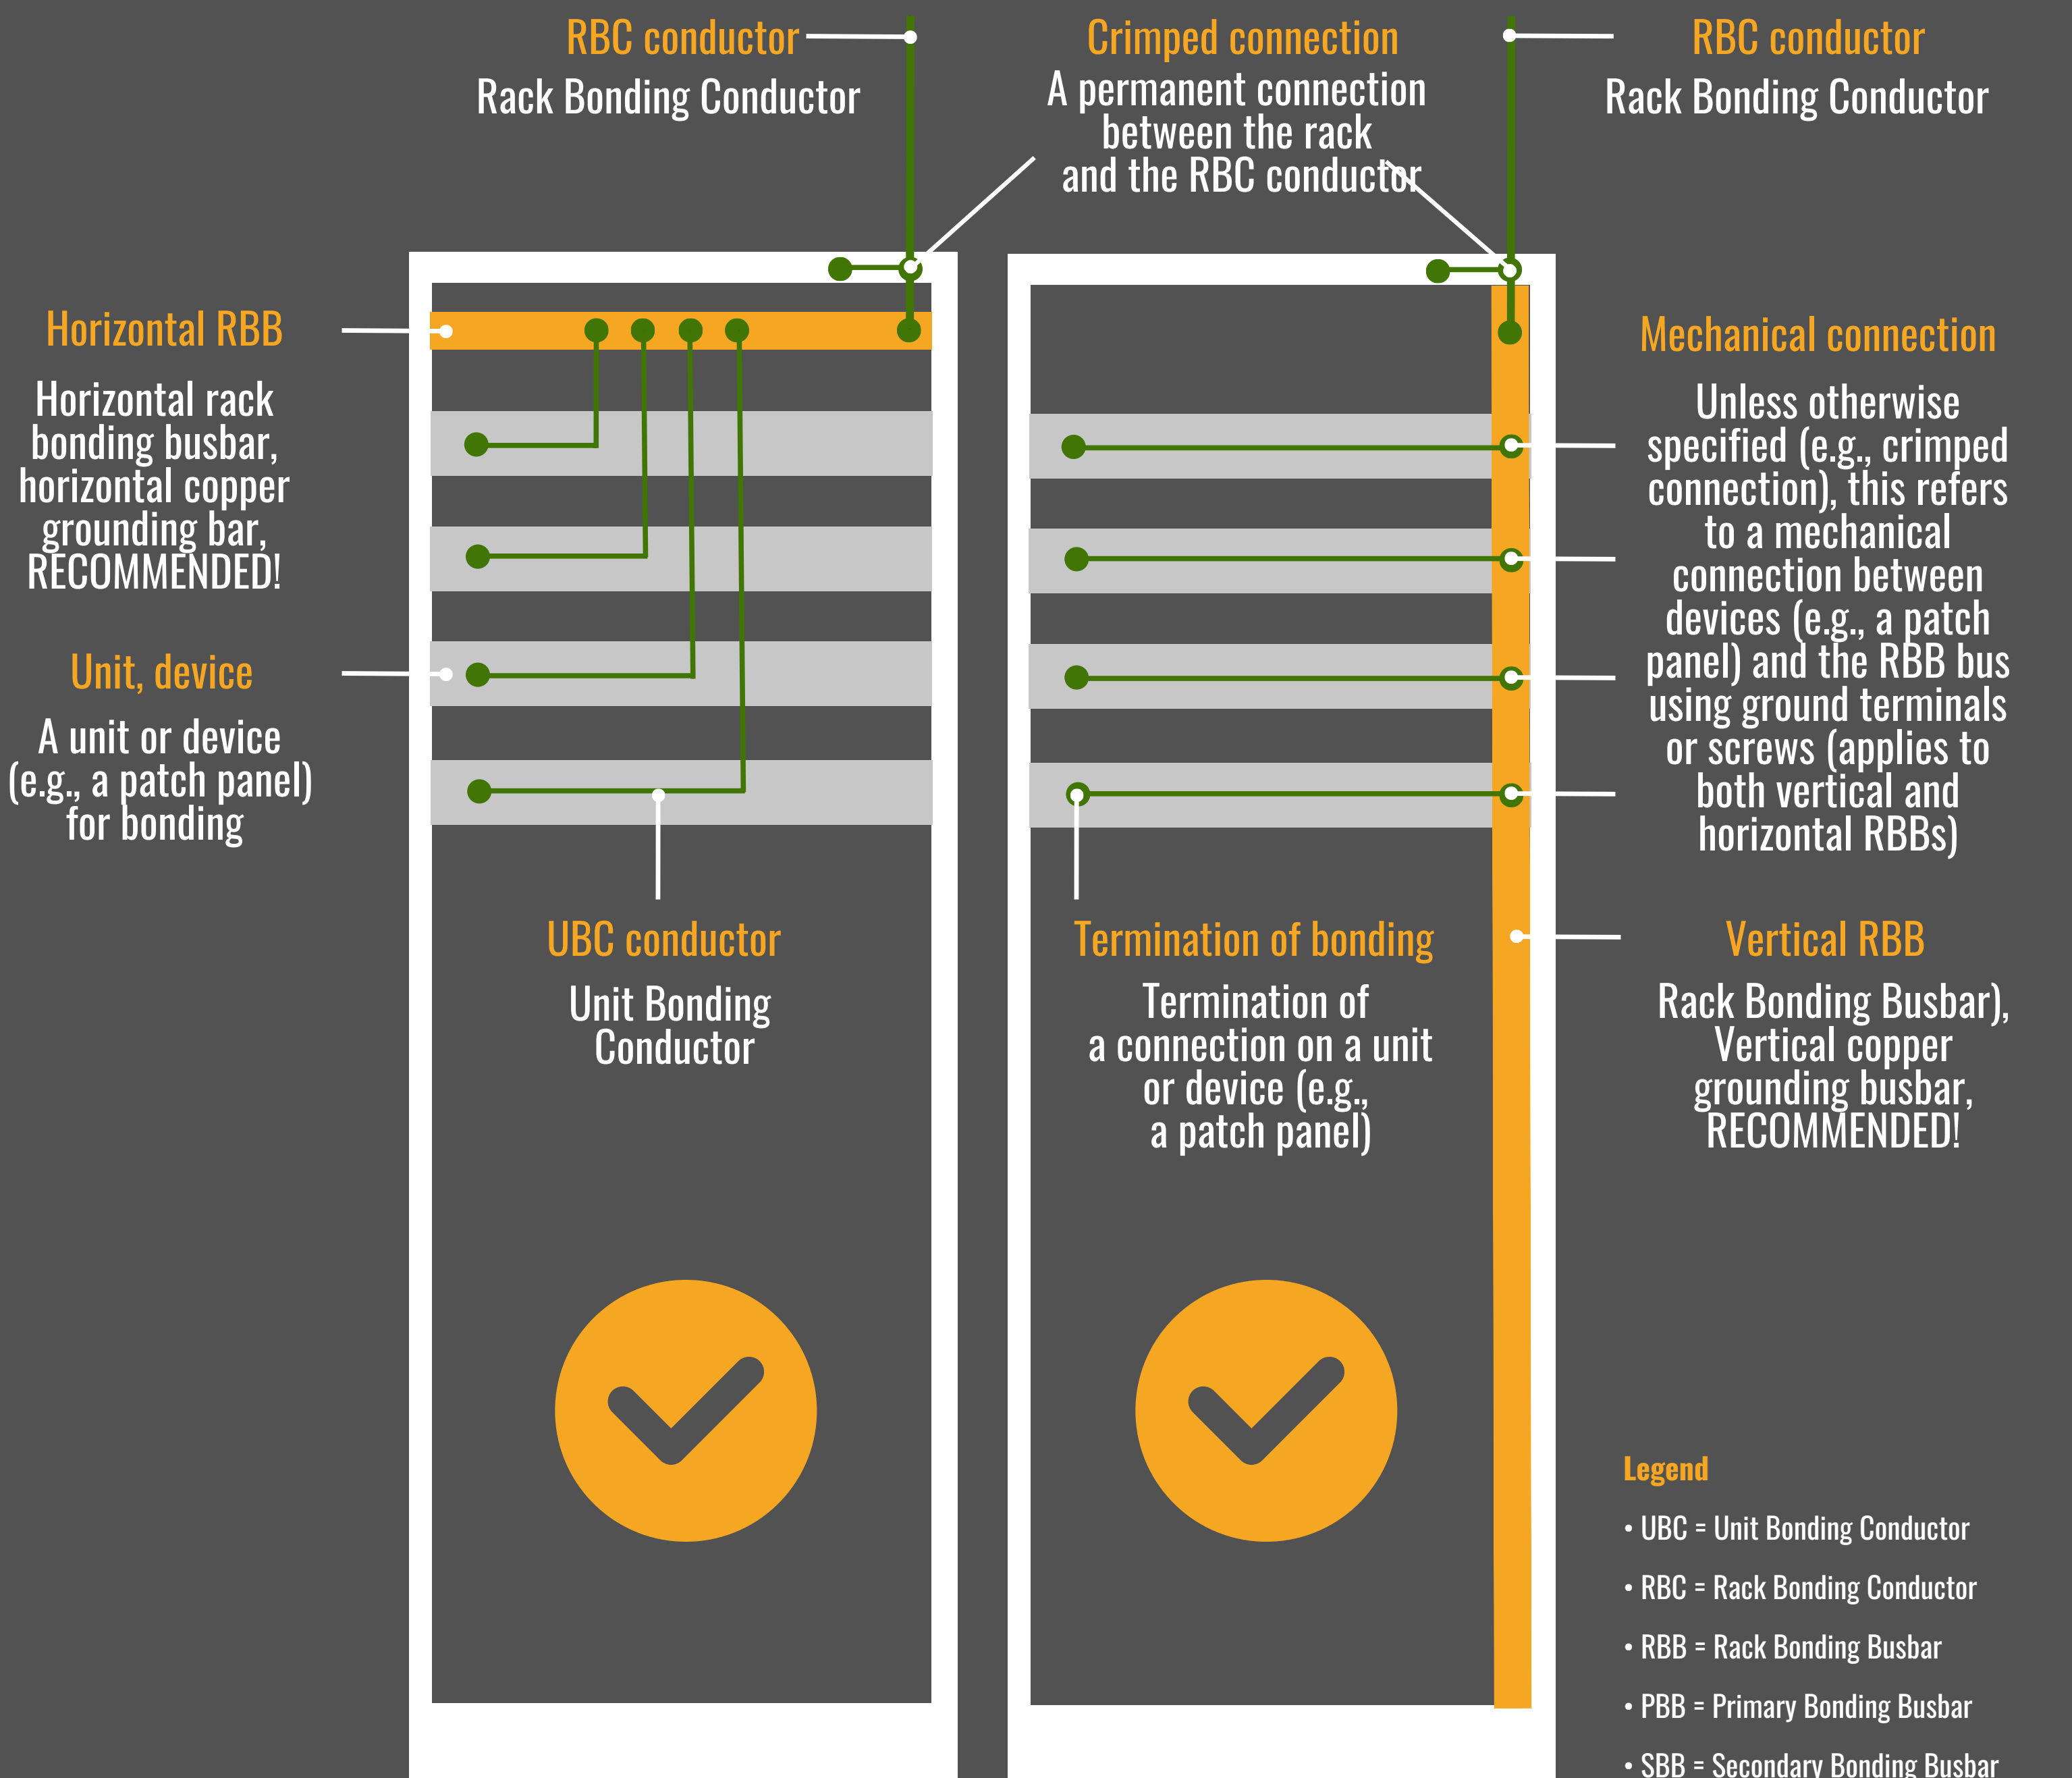 RBC conductor
Rack Bonding Conductor
Crimped connection
A permanent connection
between the rack
and the RBC conductor
RBC conductor
Rack Bonding Conductor
Horizontal RBB
Horizontal rack
bonding busbar,
horizontal copper
grounding bar,
RECOMMENDED!
Unit, device
A unit or device
(e.g., a patch panel)
for bonding
UBC conductor
Unit Bonding
Conductor
Termination of bonding
Termination of
a connection on a unit
or device (e.g.,
a patch panel)
Mechanical connection
Unless otherwise
specified (e.g., crimped
connection), this refers
to a mechanical
connection between
devices (e.g., a patch
panel) and the RBB bus
using ground terminals
or screws (applies to
both vertical and
horizontal RBBs)
Vertical RBB
Rack Bonding Busbar),
Vertical copper
grounding busbar,
RECOMMENDED!
Legend
• UBC = Unit Bonding Conductor
• RBC = Rack Bonding Conductor
• RBB = Rack Bonding Busbar
• PBB = Primary Bonding Busbar
• SBB = Secondary Bonding Busbar